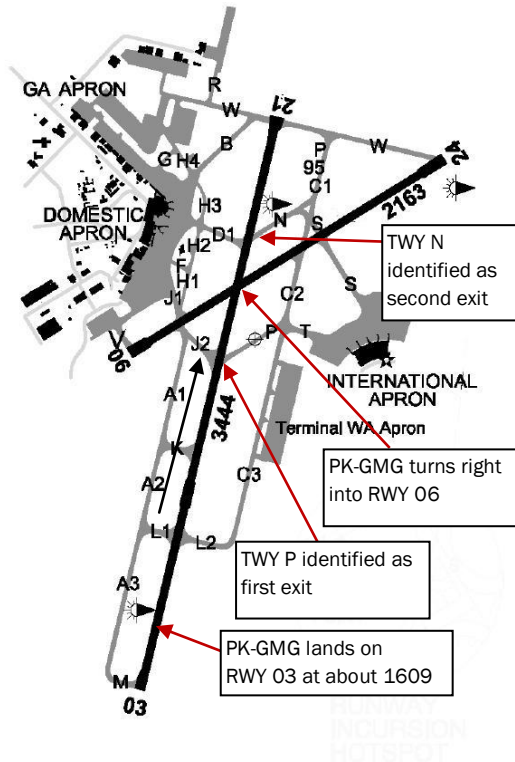 21
R
W
GA APRON
B
P
W
24
G
H4
95
C1
2163
H3
N
S
DOMESTIC
APRON
D1
H2
TWY N
identified as
second exit
F
H1
S
J1
C2
V
06
J2
P
T
INTERNATIONAL
APRON
A1
3444
Terminal WA Apron
K
PK-GMG turns right
into RWY 06
C3
A2
L1
L2
TWY P identified as
first exit
A3
PK-GMG lands on
RWY 03 at about 1609
M
03
RUNWAY
INCURSION
HOTSPOT